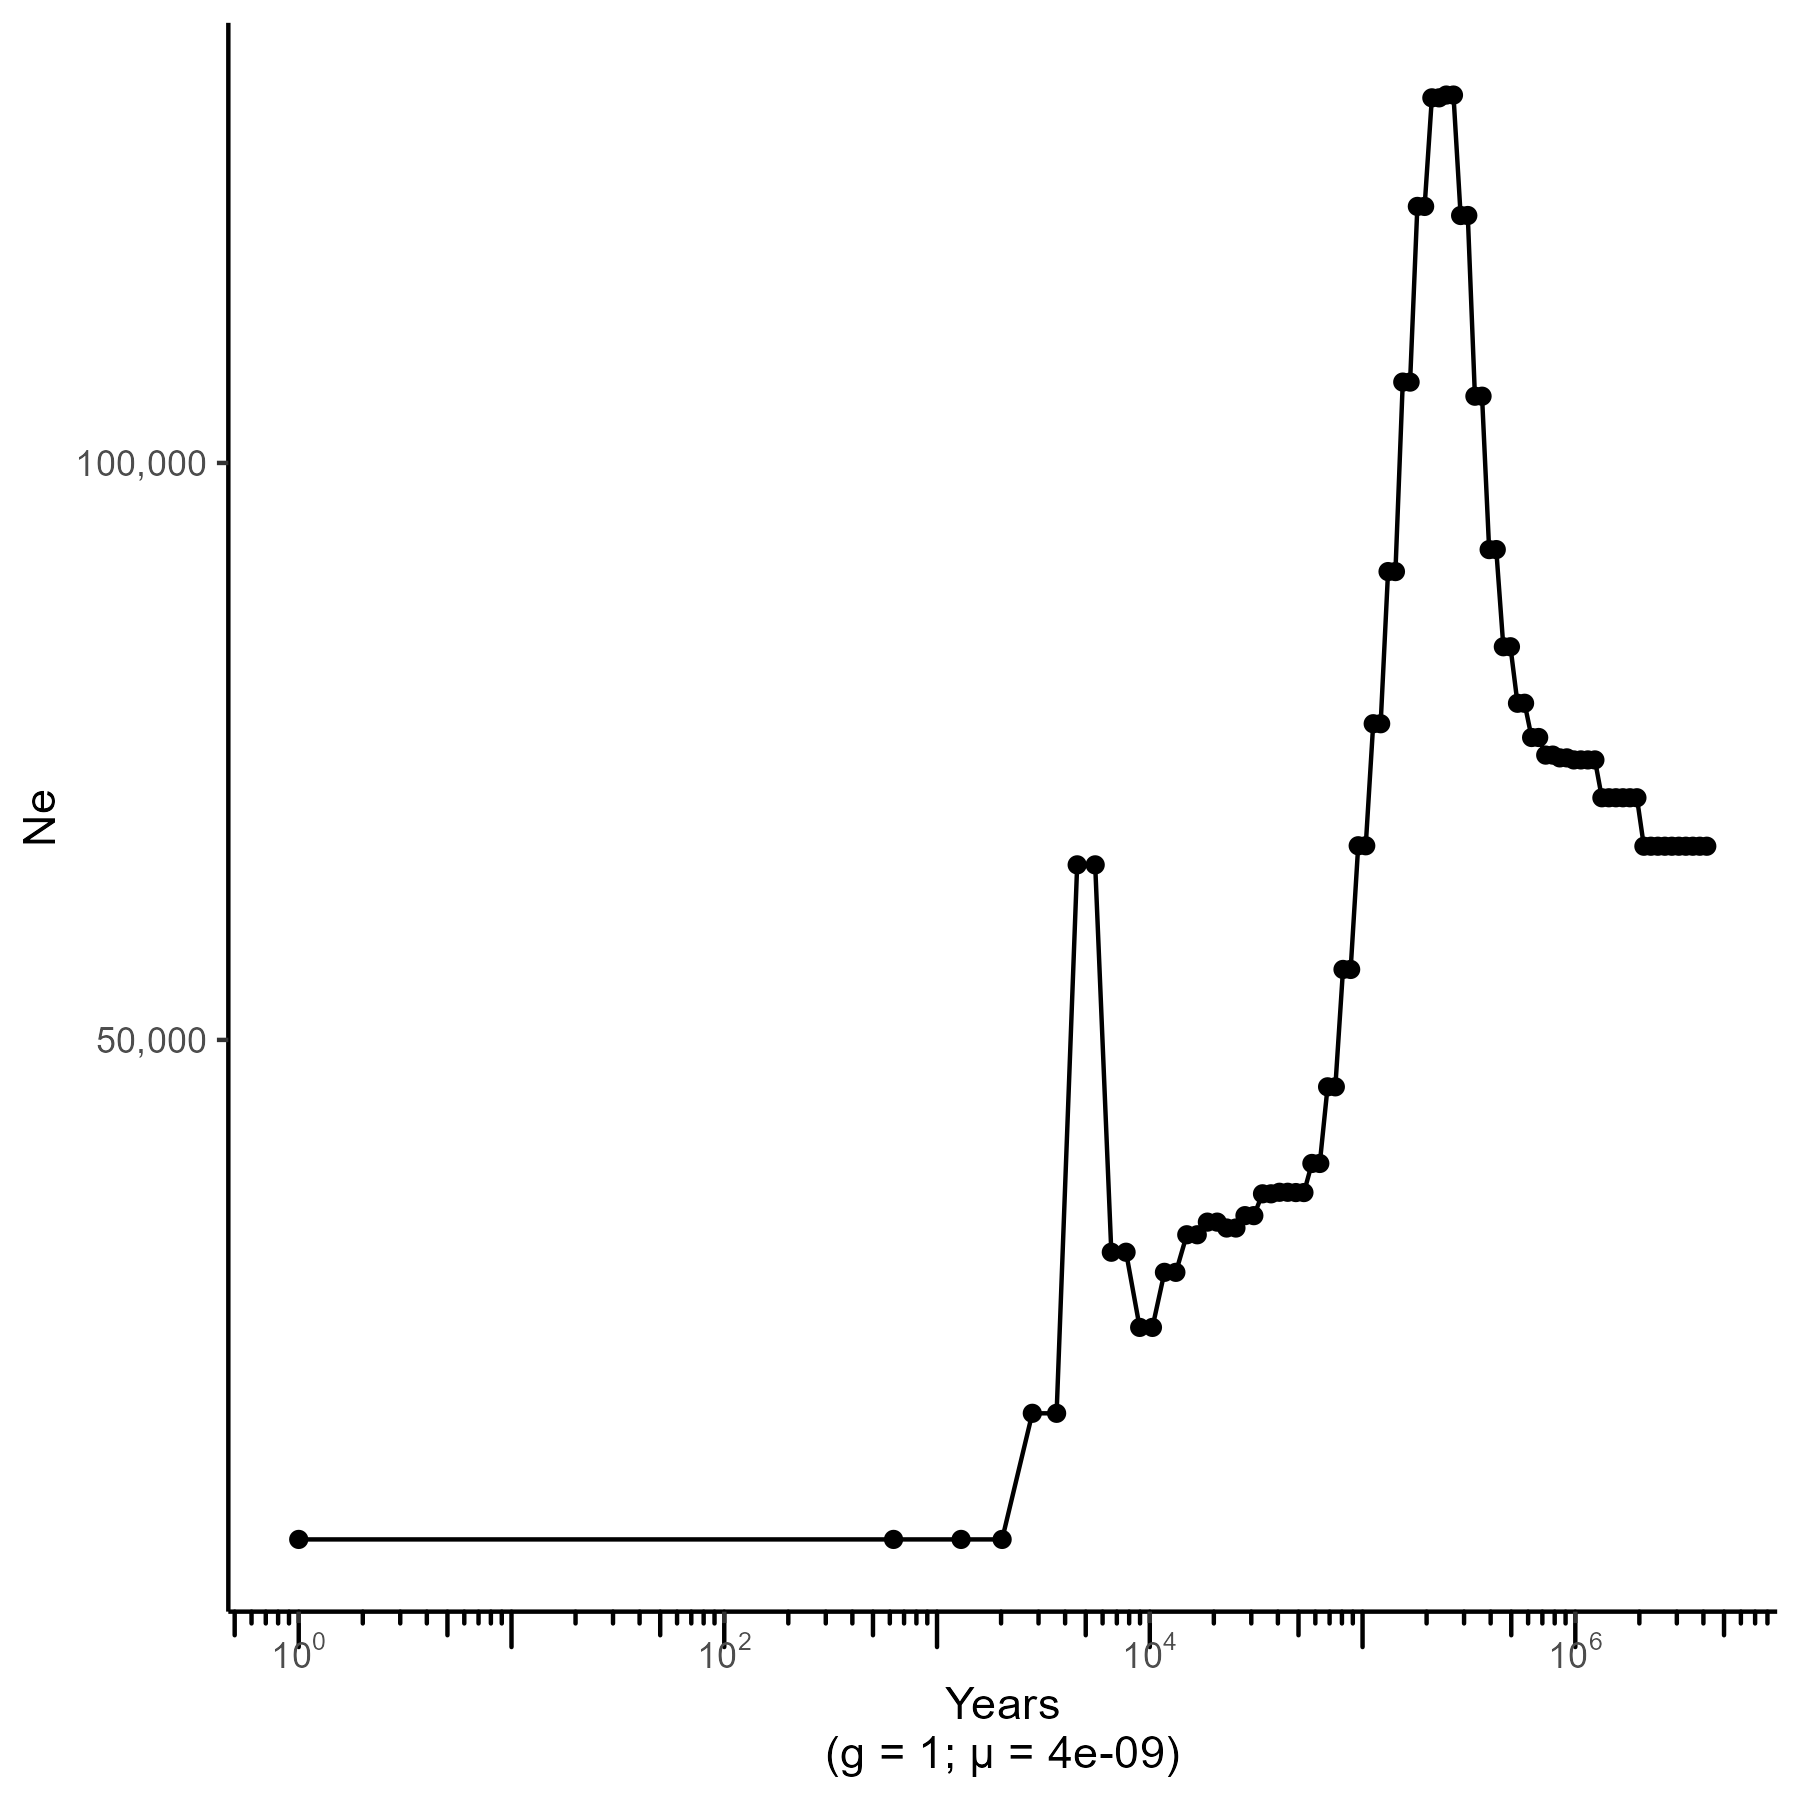 100,000
Ne
50,000
10⁰ 10² 10⁴ 10⁶
Years
(g = 1; μ = 4e-09)